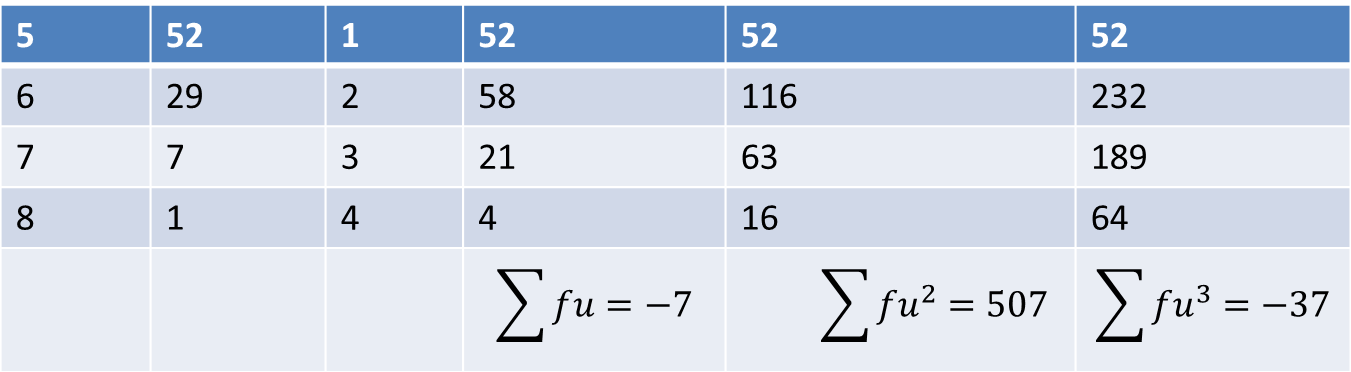 5 52 1 52 52 52
6 29 2 58 116 232
7 7 3 21 63 189
8 1 4 4 16 64
∑ fu = −7 ∑ fu² = 507 ∑ fu³ = −37